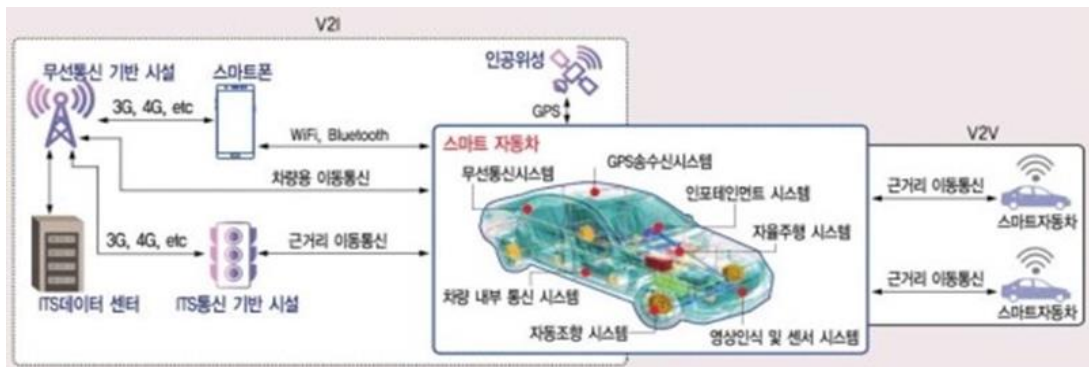 V2I
무선통신 기반 시설
스마트폰
인공위성
3G, 4G, etc
GPS
WiFi, Bluetooth
차량용 이동통신
3G, 4G, etc
근거리 이동통신
ITS데이터 센터
ITS통신 기반 시설
스마트 자동차
무선통신시스템
GPS송수신시스템
인포테인먼트 시스템
자율주행 시스템
차량 내부 통신 시스템
자동조향 시스템
영상인식 및 센서 시스템
V2V
근거리 이동통신
스마트자동차
근거리 이동통신
스마트자동차